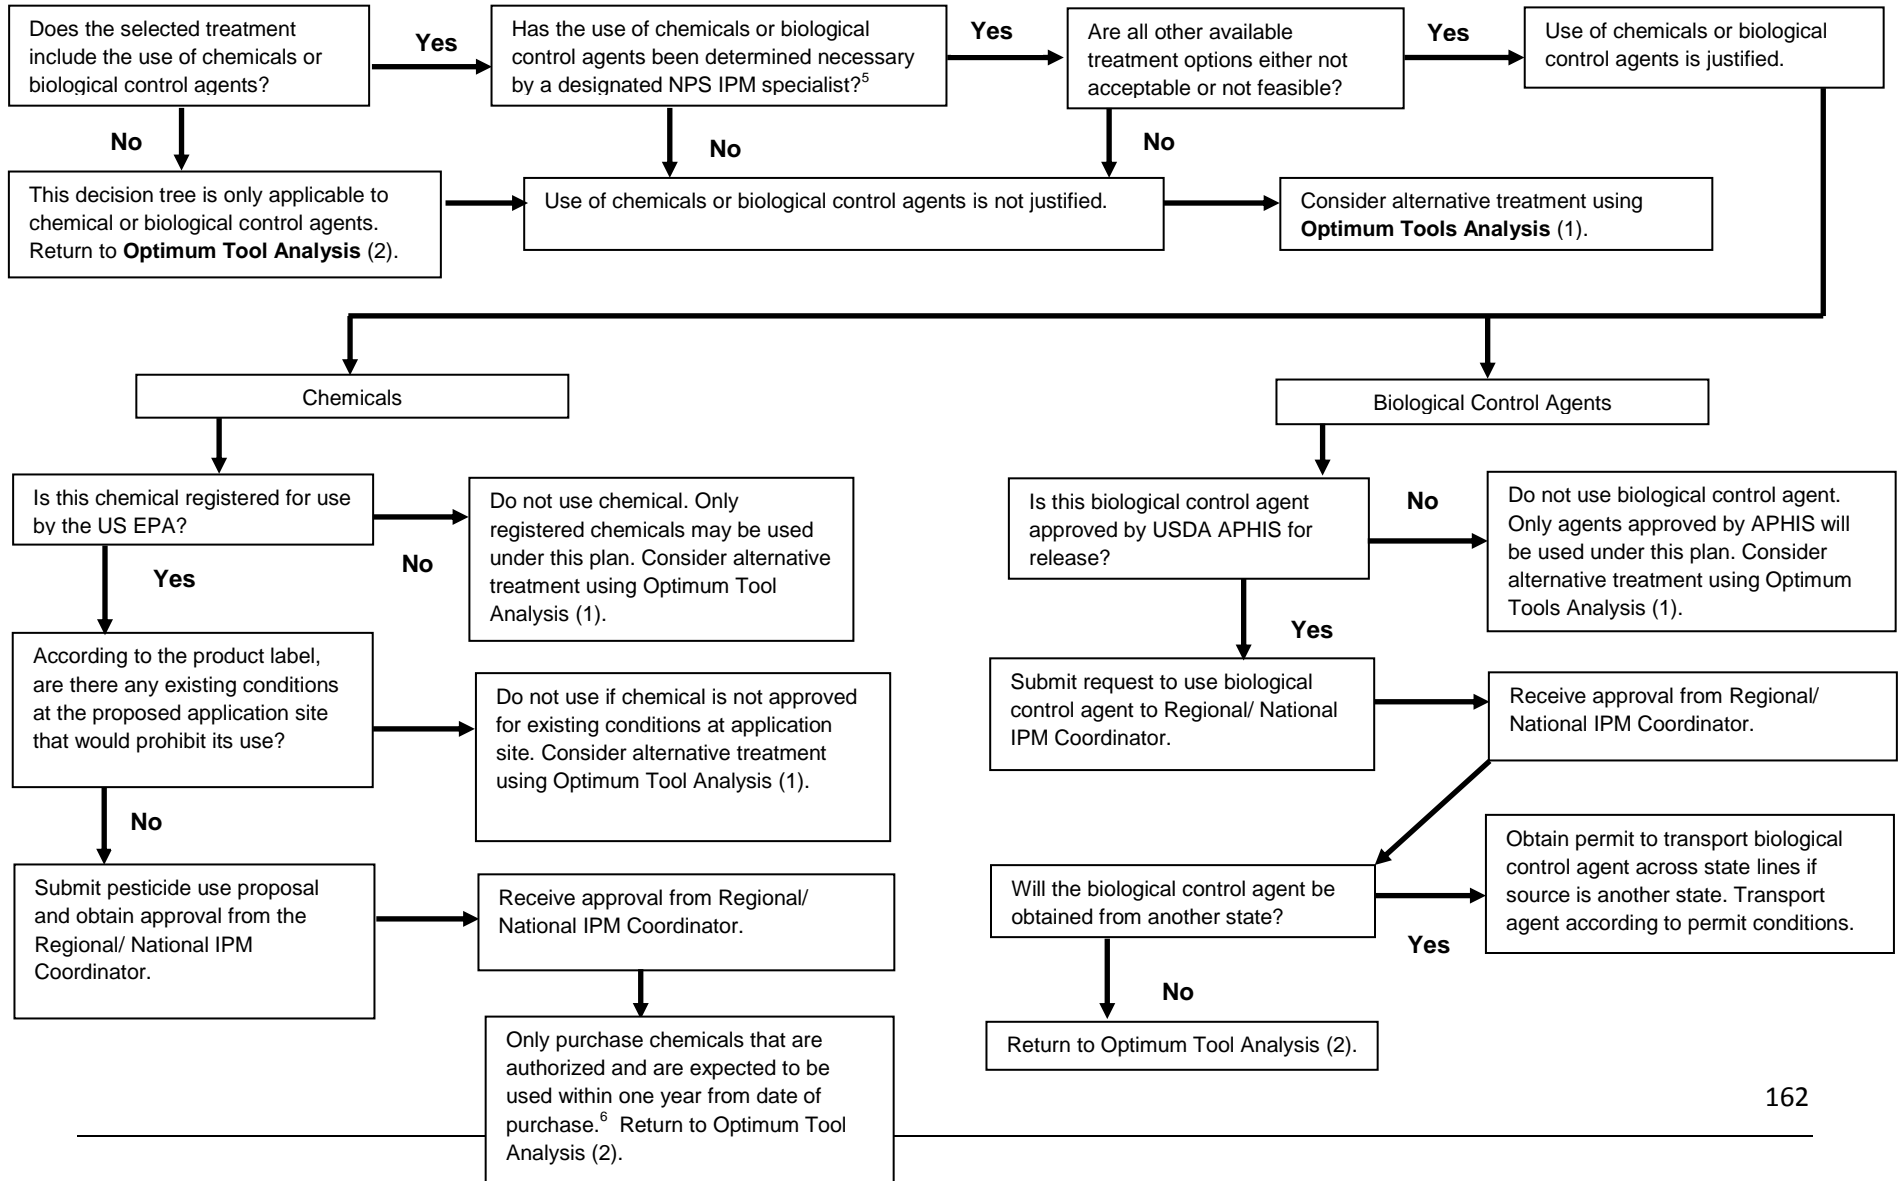 Does the selected treatment
include the use of chemicals or
biological control agents?
Yes
Has the use of chemicals or biological
control agents been determined necessary
by a designated NPS IPM specialist?5
Yes
Are all other available
treatment options either not
acceptable or not feasible?
Yes
Use of chemicals or biological
control agents is justified.
No
No
No
This decision tree is only applicable to
chemical or biological control agents.
Return to Optimum Tool Analysis (2).
Use of chemicals or biological control agents is not justified.
Consider alternative treatment using
Optimum Tools Analysis (1).
Chemicals
Is this chemical registered for use
by the US EPA?
No
Do not use chemical. Only
registered chemicals may be used
under this plan. Consider alternative
treatment using Optimum Tool
Analysis (1).
Yes
According to the product label,
are there any existing conditions
at the proposed application site
that would prohibit its use?
Do not use if chemical is not approved
for existing conditions at application
site. Consider alternative treatment
using Optimum Tool Analysis (1).
No
Submit pesticide use proposal
and obtain approval from the
Regional/ National IPM
Coordinator.
Receive approval from Regional/
National IPM Coordinator.
Only purchase chemicals that are
authorized and are expected to be
used within one year from date of
purchase.6 Return to Optimum Tool
Analysis (2).
Biological Control Agents
Is this biological control agent
approved by USDA APHIS for
release?
No
Do not use biological control agent.
Only agents approved by APHIS will
be used under this plan. Consider
alternative treatment using Optimum
Tools Analysis (1).
Yes
Submit request to use biological
control agent to Regional/ National
IPM Coordinator.
Receive approval from Regional/
National IPM Coordinator.
Will the biological control agent be
obtained from another state?
Yes
Obtain permit to transport biological
control agent across state lines if
source is another state. Transport
agent according to permit conditions.
No
Return to Optimum Tool Analysis (2).
162